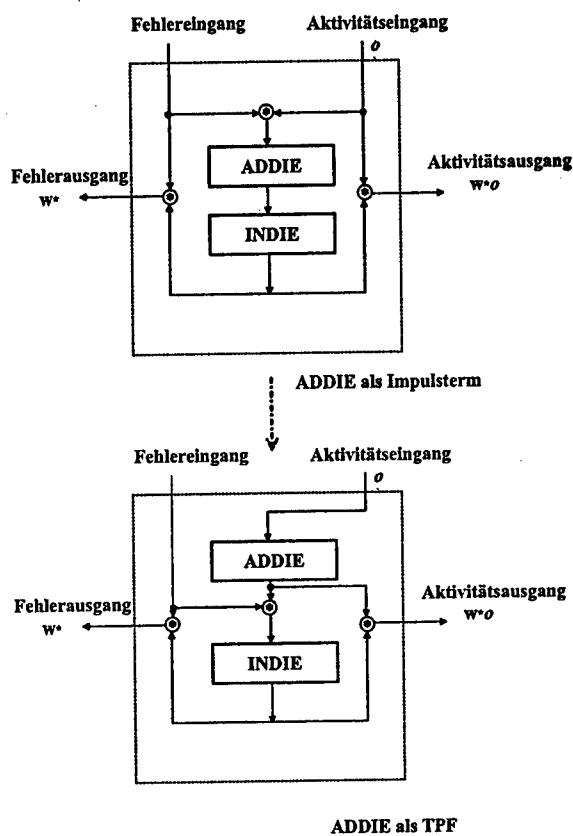 Fehlereingang
Aktivitätseingang
o
ADDIE
Fehlerausgang
w*
Aktivitätsausgang
w*o
INDIE
ADDIE als Impulsterm
Fehlereingang
Aktivitätseingang
o
ADDIE
Fehlerausgang
w*
Aktivitätsausgang
w*o
INDIE
ADDIE als TPF